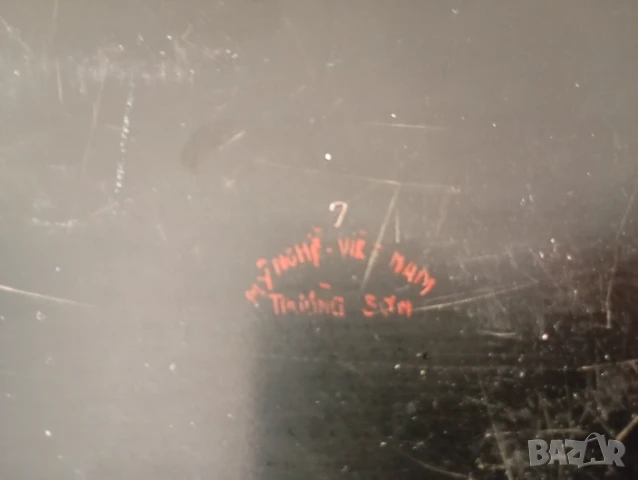 7
MỸ NGHỆ - VIỆT NAM
TRƯỜNG SƠN
BAZAR